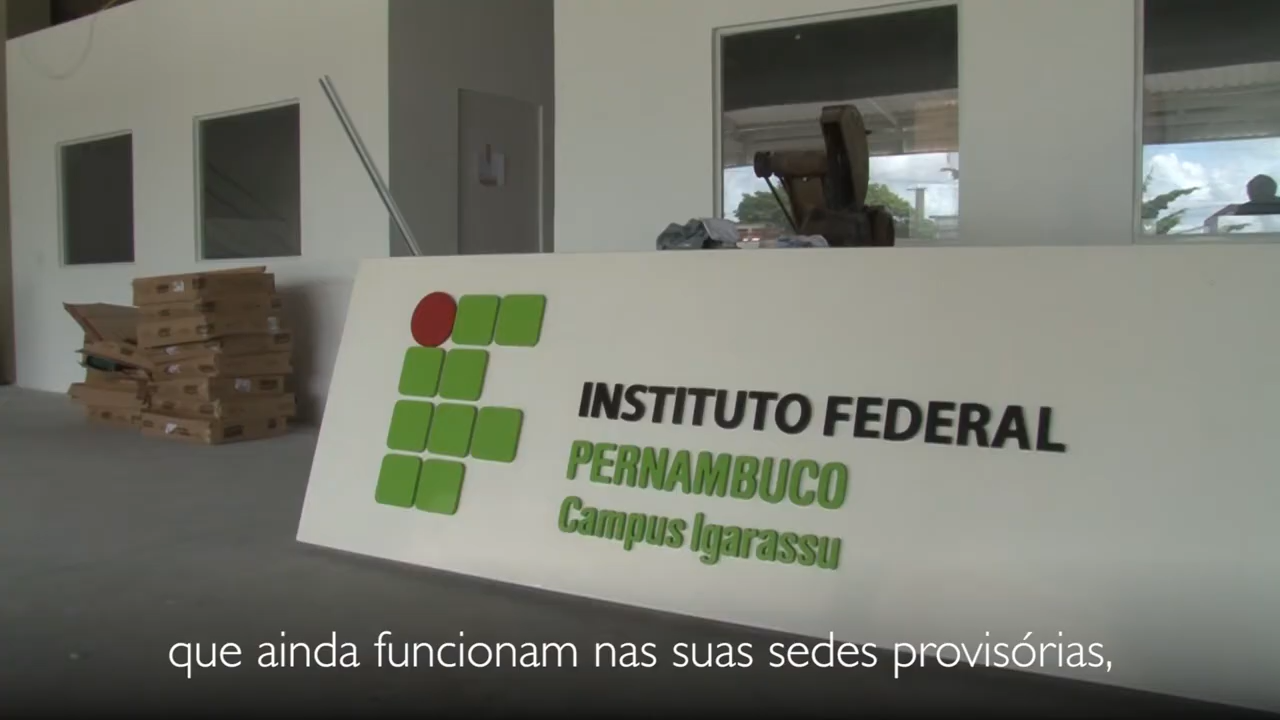 INSTITUTO FEDERAL
PERNAMBUCO
Campus Igarassu
que ainda funcionam nas suas sedes provisórias,